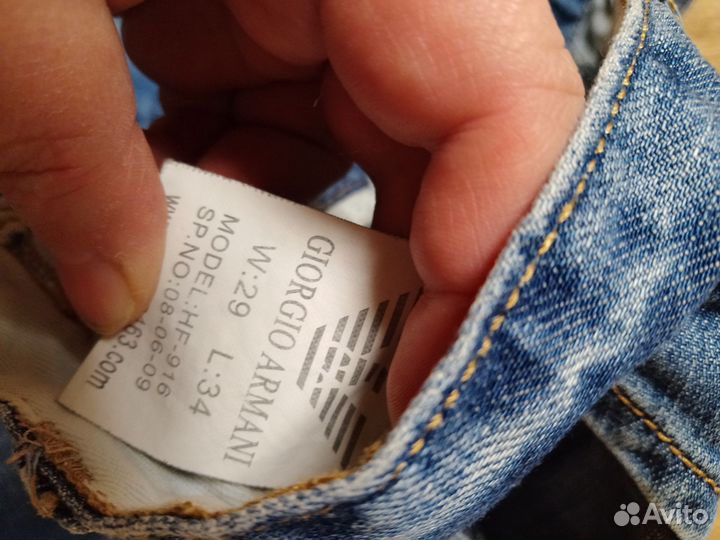 GIORGIO ARMANI
W:29 L:34
MODEL:HF-916
SP.NO:08-06-09
63.com
Avito